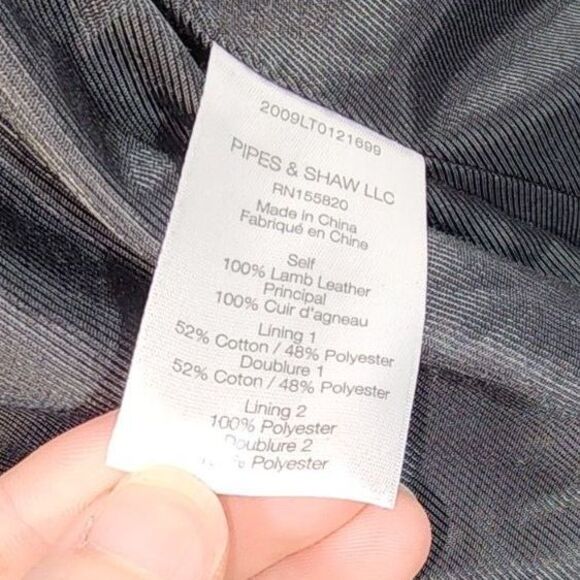 2009LT0121699
PIPES & SHAW LLC
RN155820
Made in China
Fabriqué en Chine
Self
100% Lamb Leather
Principal
100% Cuir d'agneau
Lining 1
52% Cotton / 48% Polyester
Doublure 1
52% Coton / 48% Polyester
Lining 2
100% Polyester
Doublure 2
% Polyester